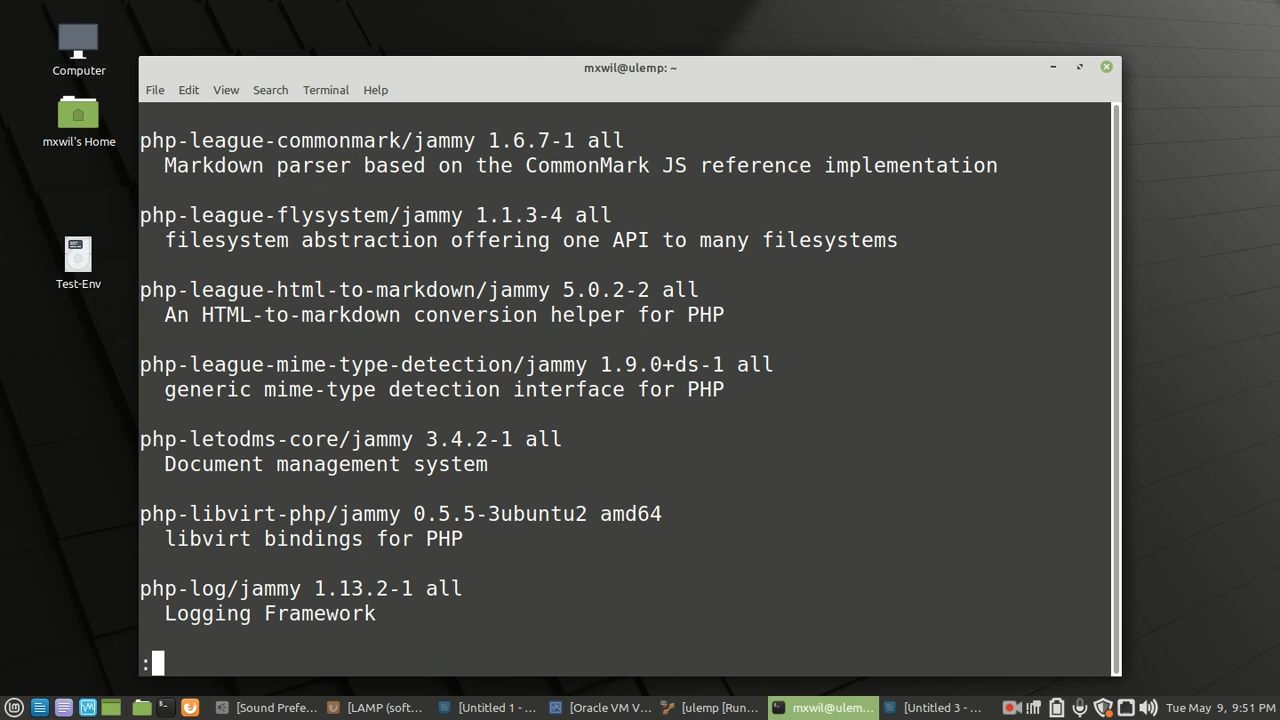 Computer
mxwil's Home
Test-Env
mxwil@ulemp: ~
File Edit View Search Terminal Help
php-league-commonmark/jammy 1.6.7-1 all
Markdown parser based on the CommonMark JS reference implementation
php-league-flysystem/jammy 1.1.3-4 all
filesystem abstraction offering one API to many filesystems
php-league-html-to-markdown/jammy 5.0.2-2 all
An HTML-to-markdown conversion helper for PHP
php-league-mime-type-detection/jammy 1.9.0+ds-1 all
generic mime-type detection interface for PHP
php-letodms-core/jammy 3.4.2-1 all
Document management system
php-libvirt-php/jammy 0.5.5-3ubuntu2 amd64
libvirt bindings for PHP
php-log/jammy 1.13.2-1 all
Logging Framework
:
[Sound Prefe... [LAMP (soft... [Untitled 1 - ... [Oracle VM V... [ulemp [Run... mxwil@ulem... [Untitled 3 - ... Tue May 9, 9:51 PM